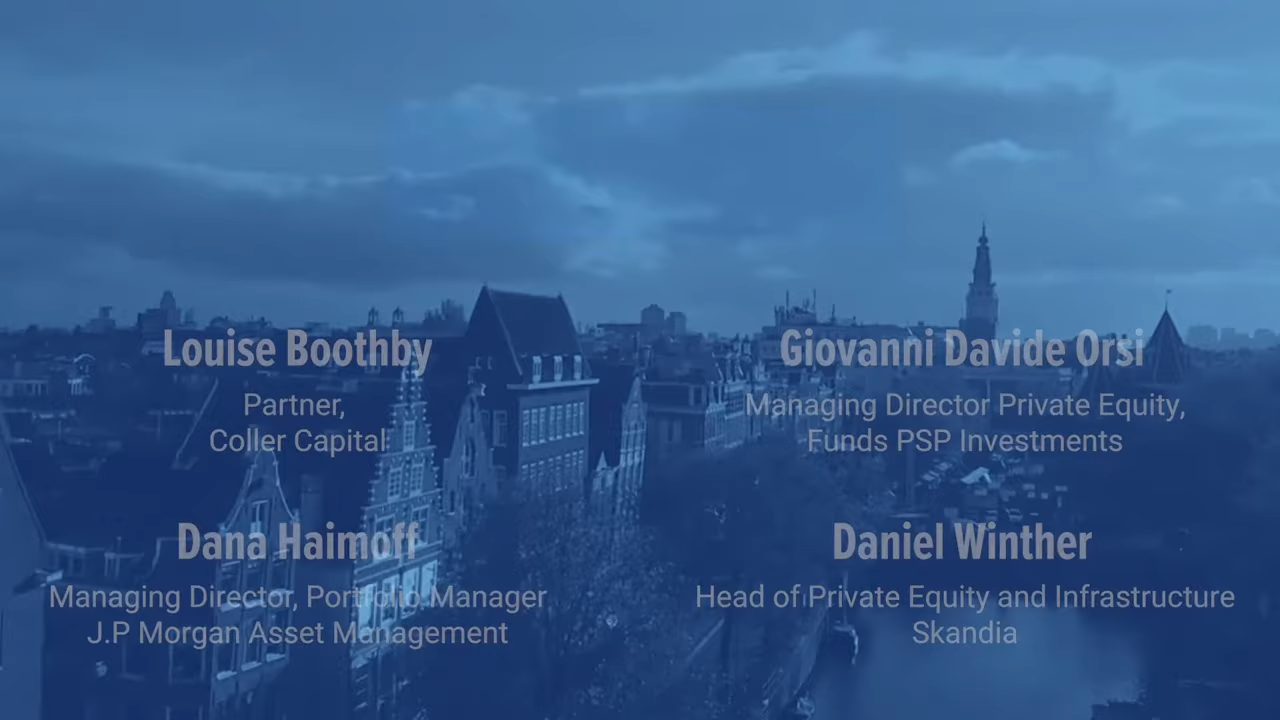 Louise Boothby
Partner,
Coller Capital
Giovanni Davide Orsi
Managing Director Private Equity,
Funds PSP Investments
Dana Haimoff
Managing Director, Portfolio Manager
J.P Morgan Asset Management
Daniel Winther
Head of Private Equity and Infrastructure
Skandia